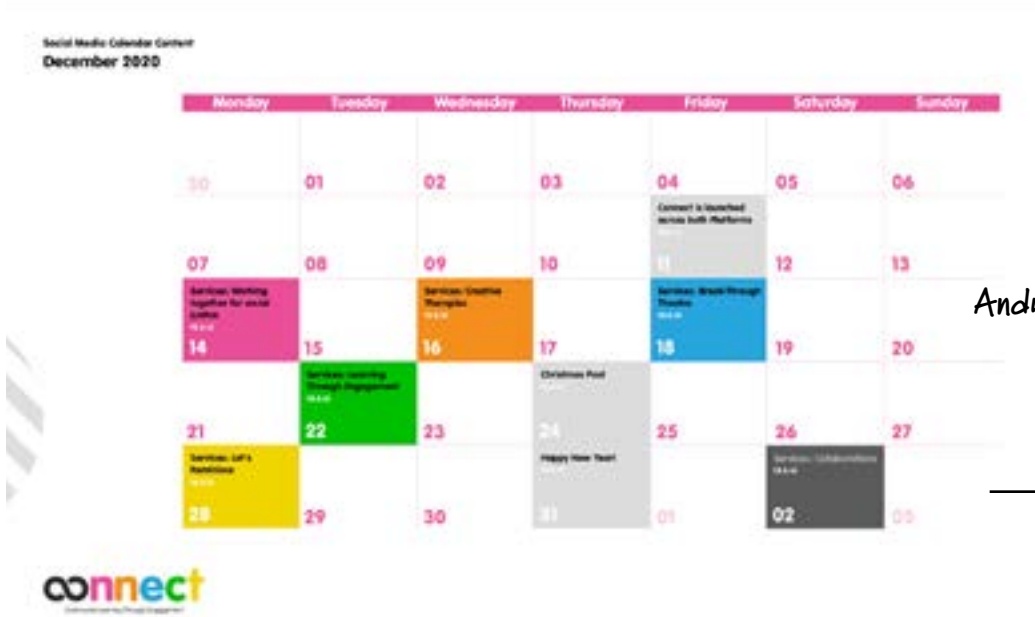 Social Media Calendar Content
December 2020
Monday Tuesday Wednesday Thursday Friday Saturday Sunday
30 01 02 03 04 05 06
Connect is launched
across both Platforms
07 08 09 10 11 12 13
Services: Working
together for social
justice
Services: Creative
Therapies
Services: BreakThrough
Theatre
14 15 16 17 18 19 20
Services: Learning
Through Engagement
Christmas Post
21 22 23 24 25 26 27
Services: Let's
Happy New Year!
Services: Collaborations
28 29 30 31 01 02 03
Andr
connect